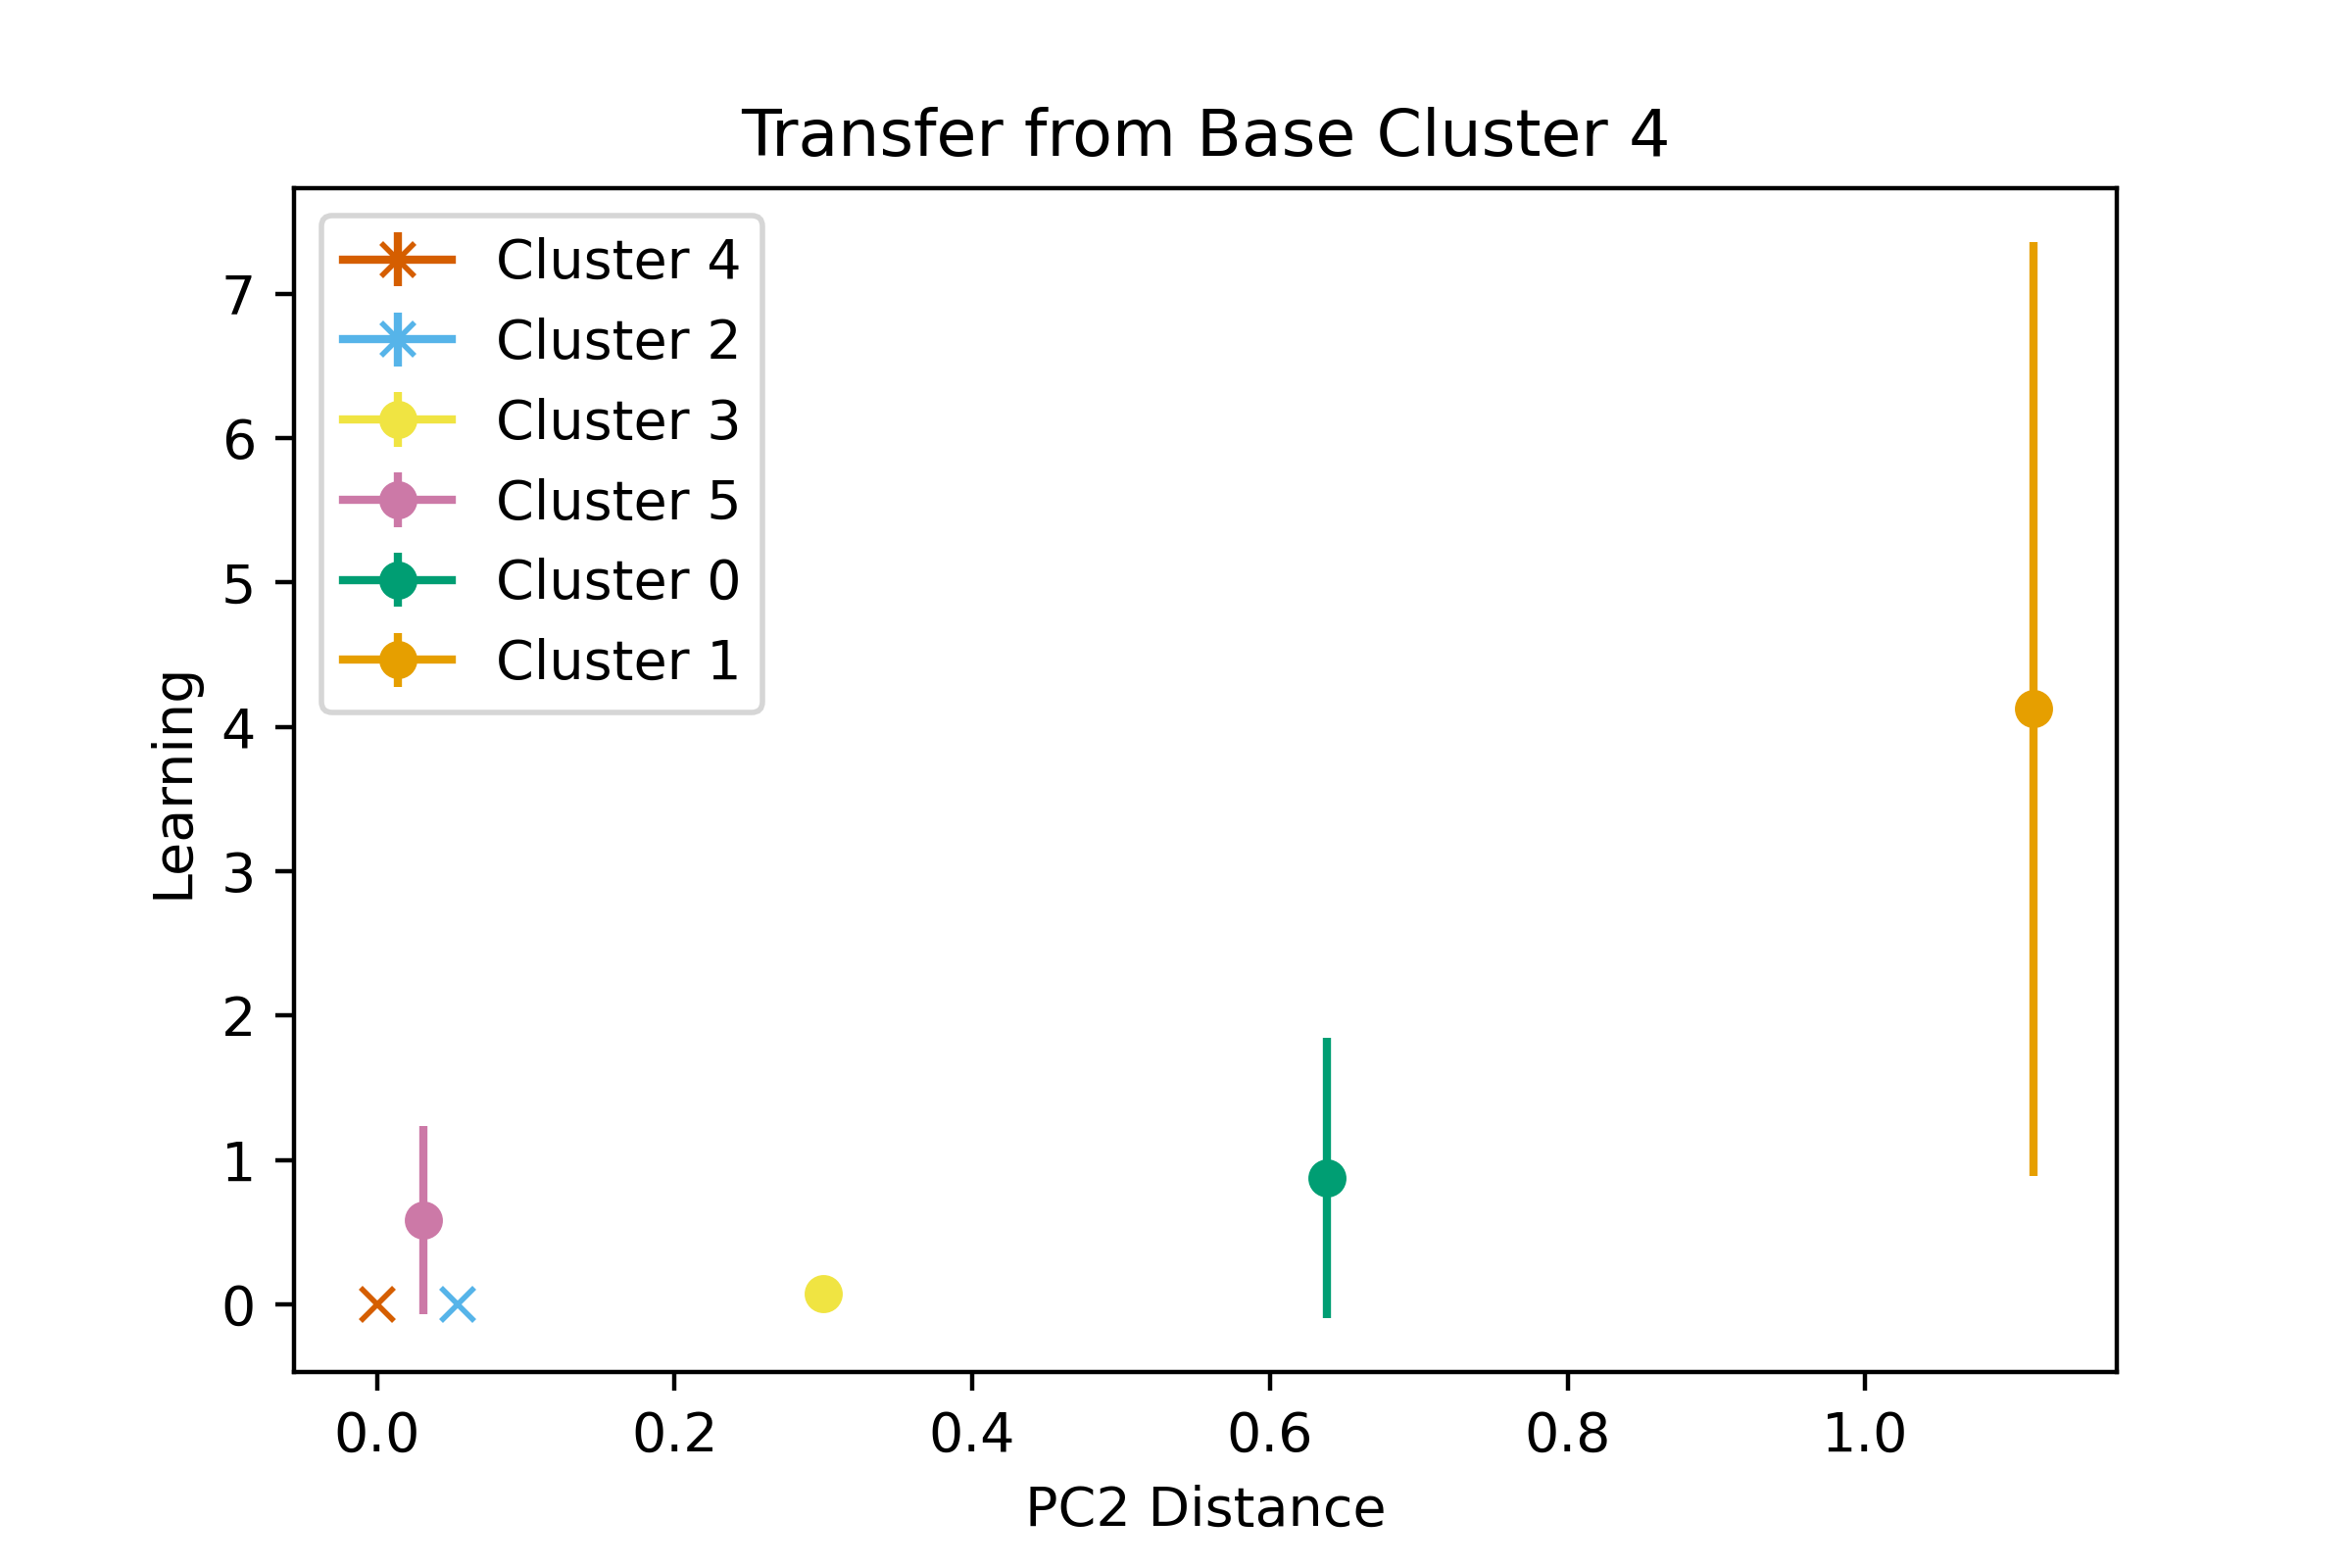 Transfer from Base Cluster 4
Cluster 4
Cluster 2
Cluster 3
Cluster 5
Cluster 0
Cluster 1
7
6
5
4
3
2
1
0
Learning
0.0 0.2 0.4 0.6 0.8 1.0
PC2 Distance